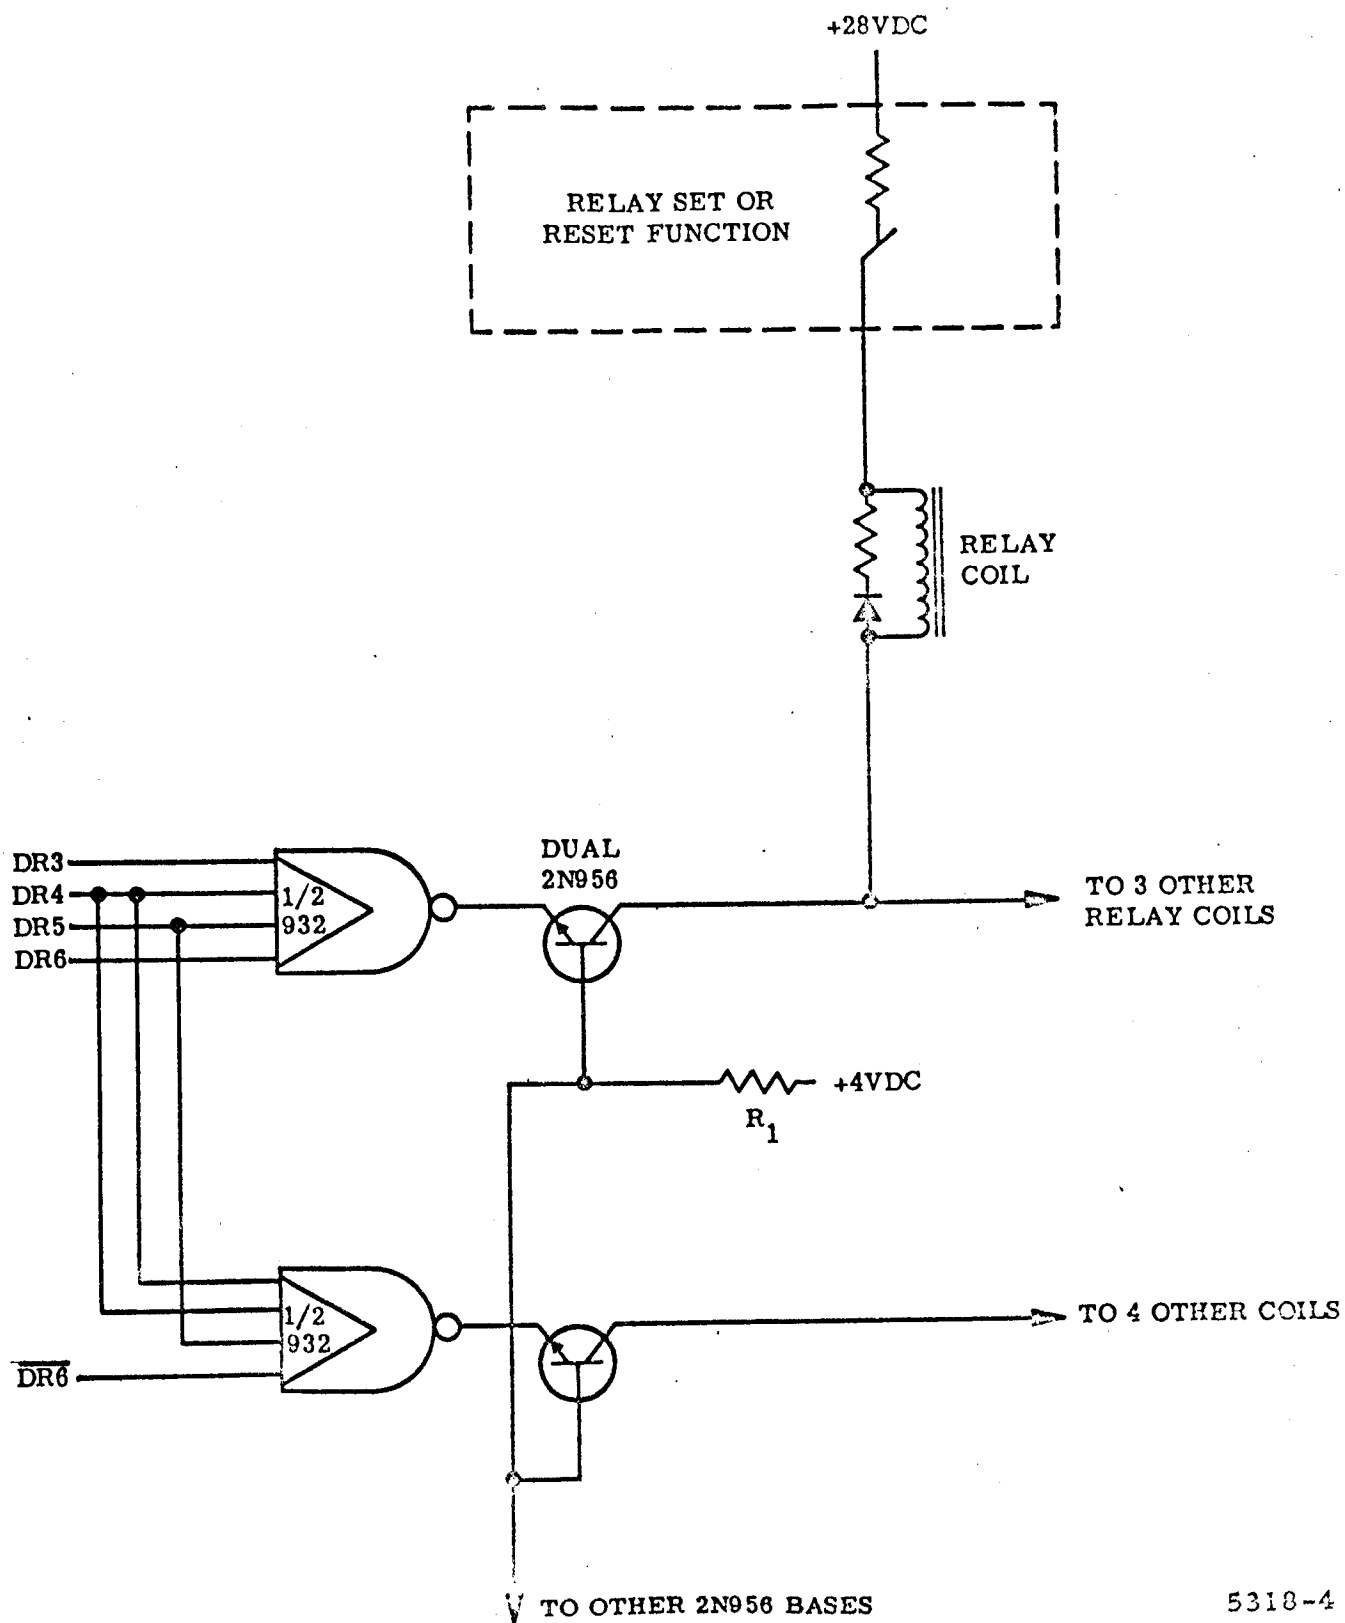 +28VDC
RELAY SET OR
RESET FUNCTION
RELAY
COIL
DUAL
2N956
DR3
DR4
DR5
DR6
1/2
932
TO 3 OTHER
RELAY COILS
+4VDC
R1
1/2
932
DR6
TO 4 OTHER COILS
TO OTHER 2N956 BASES
5318-4